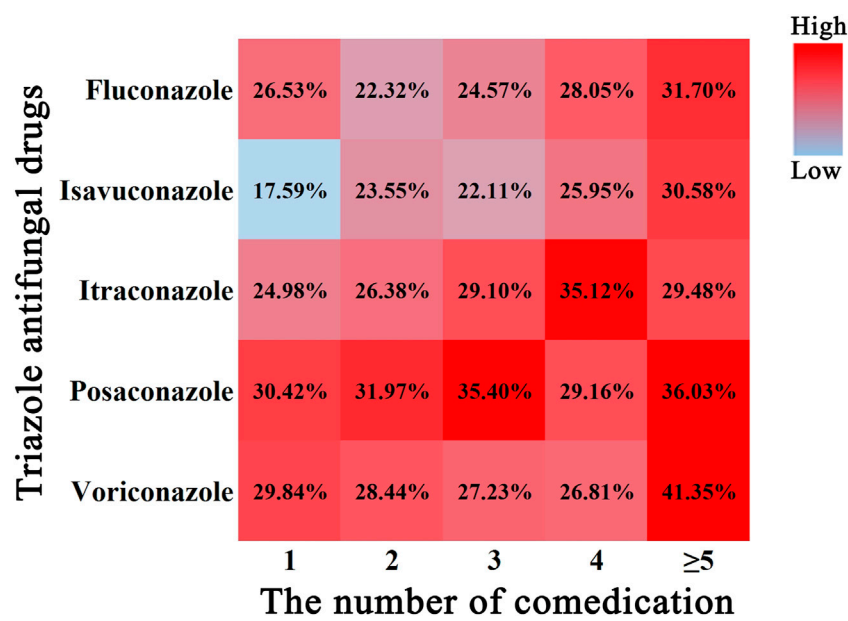 High
Low
Triazole antifungal drugs
Fluconazole 26.53% 22.32% 24.57% 28.05% 31.70%
Isavuconazole 17.59% 23.55% 22.11% 25.95% 30.58%
Itraconazole 24.98% 26.38% 29.10% 35.12% 29.48%
Posaconazole 30.42% 31.97% 35.40% 29.16% 36.03%
Voriconazole 29.84% 28.44% 27.23% 26.81% 41.35%
1 2 3 4 ≥5
The number of comedication